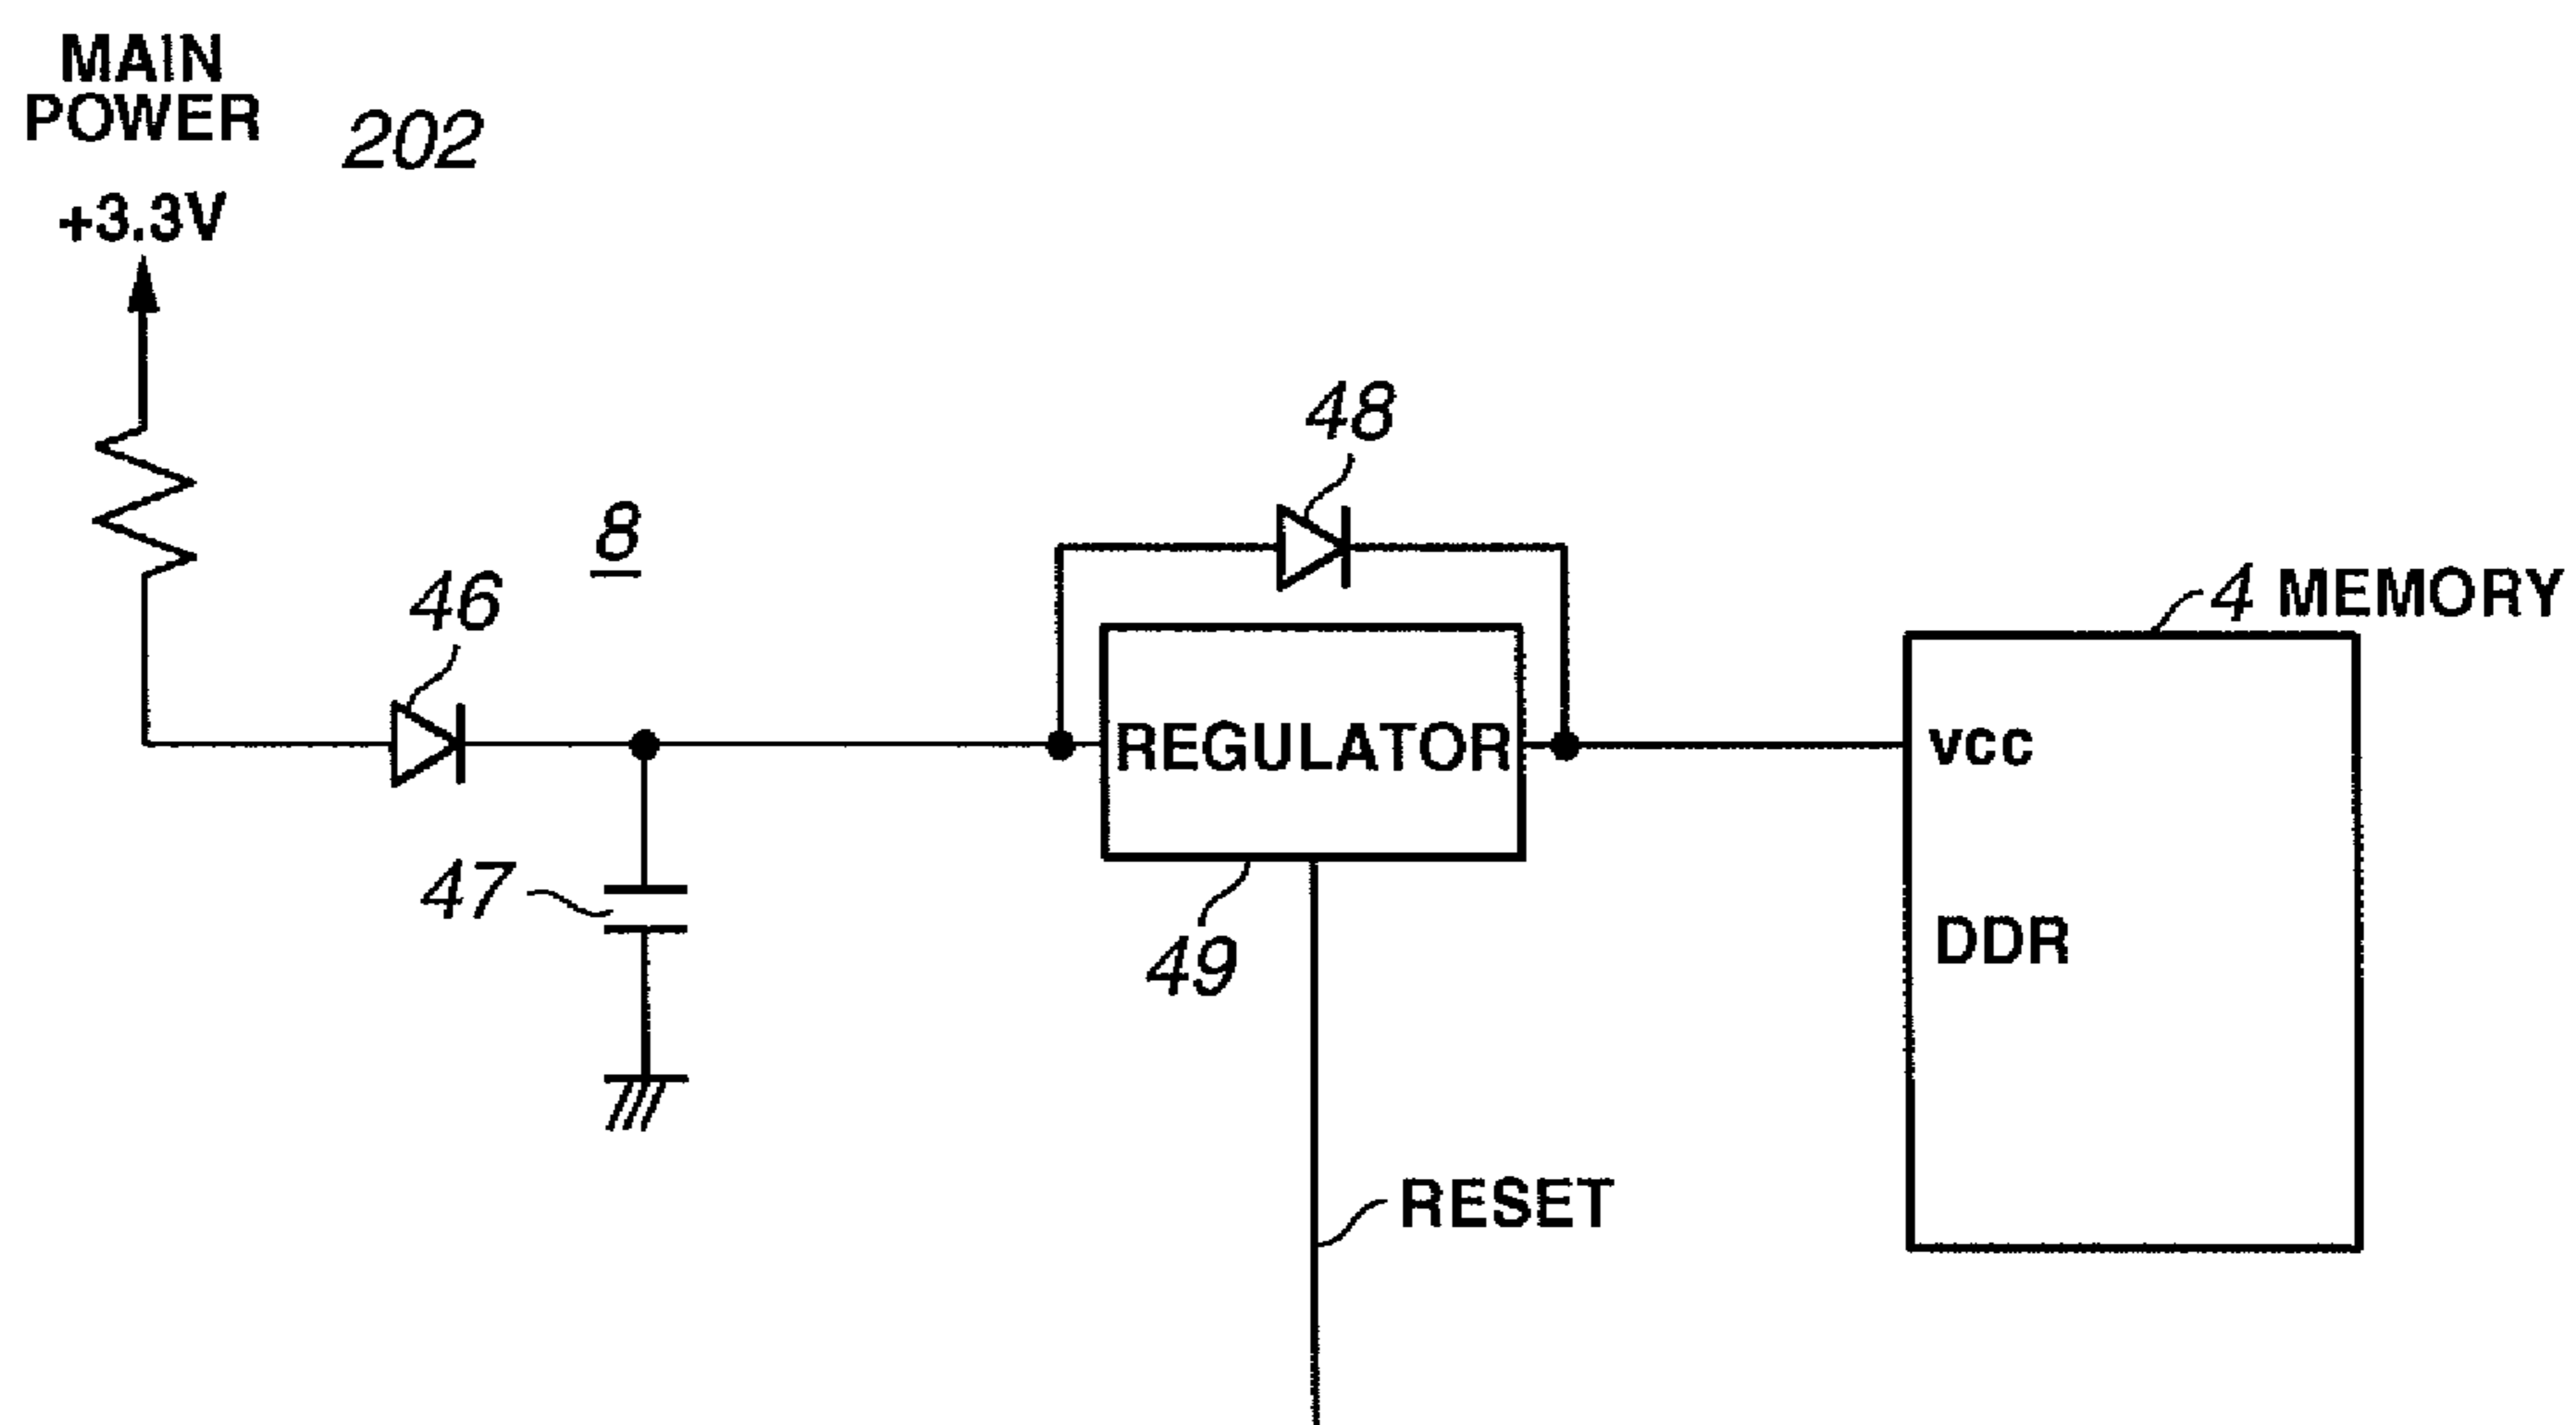 MAIN
POWER
202
+3.3V
48
8
46
4 MEMORY
REGULATOR
vcc
47
DDR
49
RESET